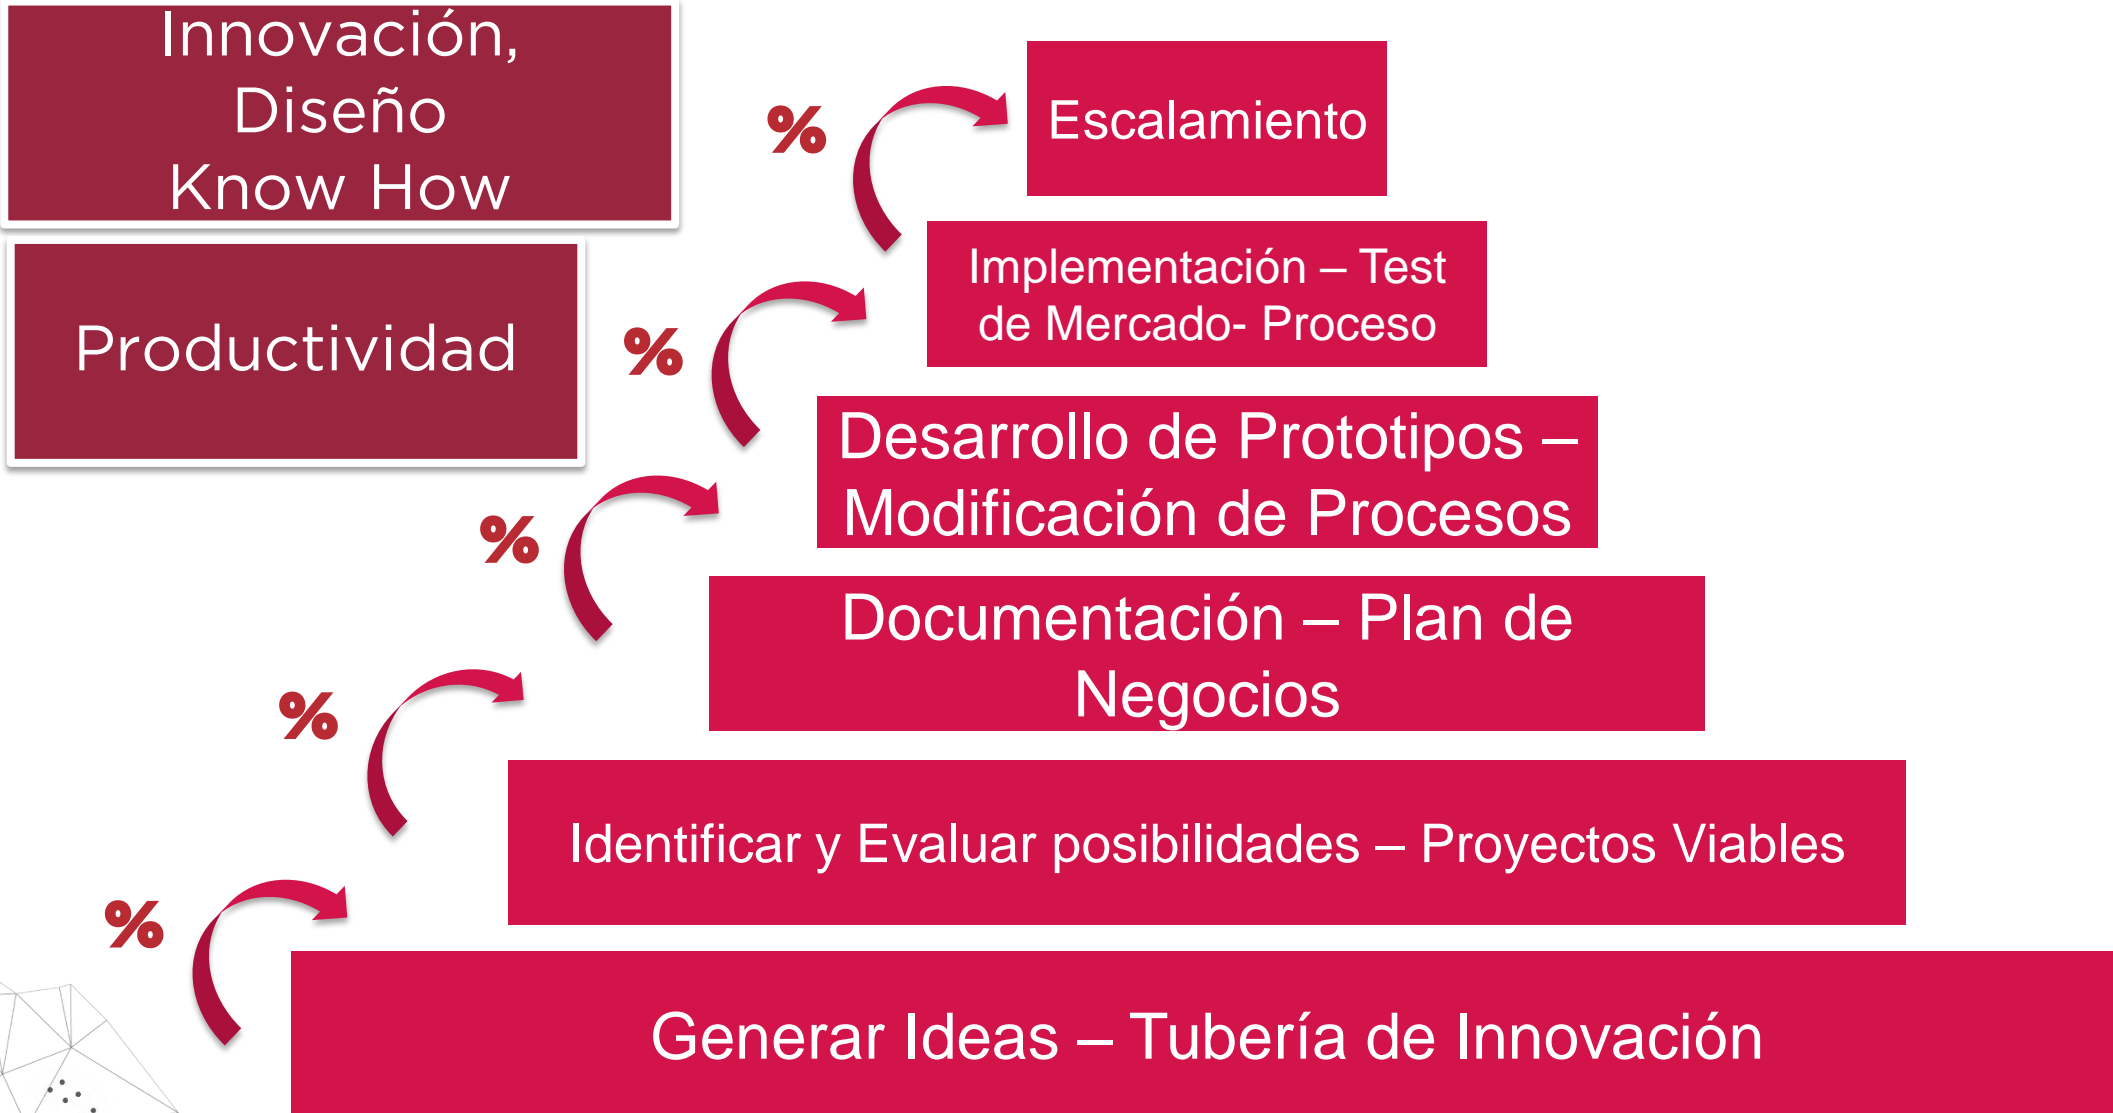 Innovación,
Diseño
Know How
Productividad
%
Escalamiento
%
Implementación – Test
de Mercado- Proceso
%
Desarrollo de Prototipos –
Modificación de Procesos
%
Documentación – Plan de
Negocios
%
Identificar y Evaluar posibilidades – Proyectos Viables
Generar Ideas – Tubería de Innovación